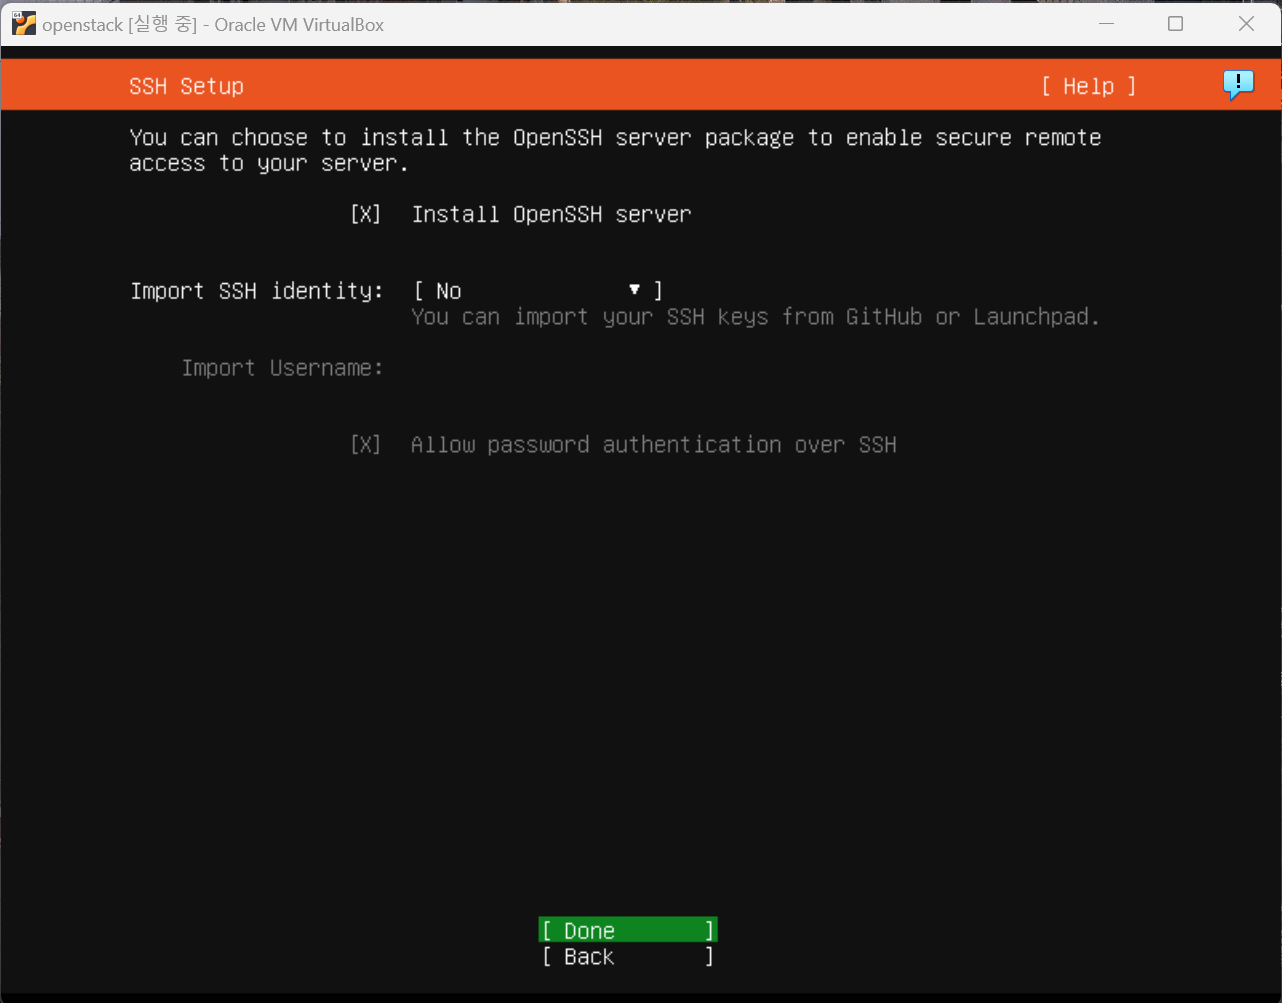 openstack [실행 중] - Oracle VM VirtualBox
SSH Setup [ Help ]
You can choose to install the OpenSSH server package to enable secure remote
access to your server.
[X] Install OpenSSH server
Import SSH identity: [ No ▾ ]
You can import your SSH keys from GitHub or Launchpad.
Import Username:
[X] Allow password authentication over SSH
[ Done ]
[ Back ]